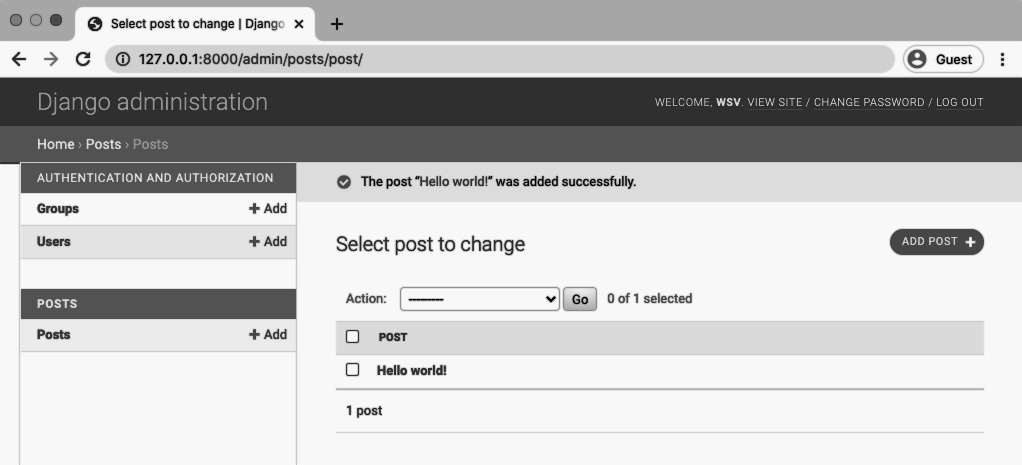 Select post to change | Django
127.0.0.1:8000/admin/posts/post/
Guest
Django administration
WELCOME, WSV. VIEW SITE / CHANGE PASSWORD / LOG OUT
Home › Posts › Posts
AUTHENTICATION AND AUTHORIZATION
Groups + Add
Users + Add
POSTS
Posts + Add
The post “Hello world!” was added successfully.
Select post to change
ADD POST +
Action: --------- Go 0 of 1 selected
POST
Hello world!
1 post